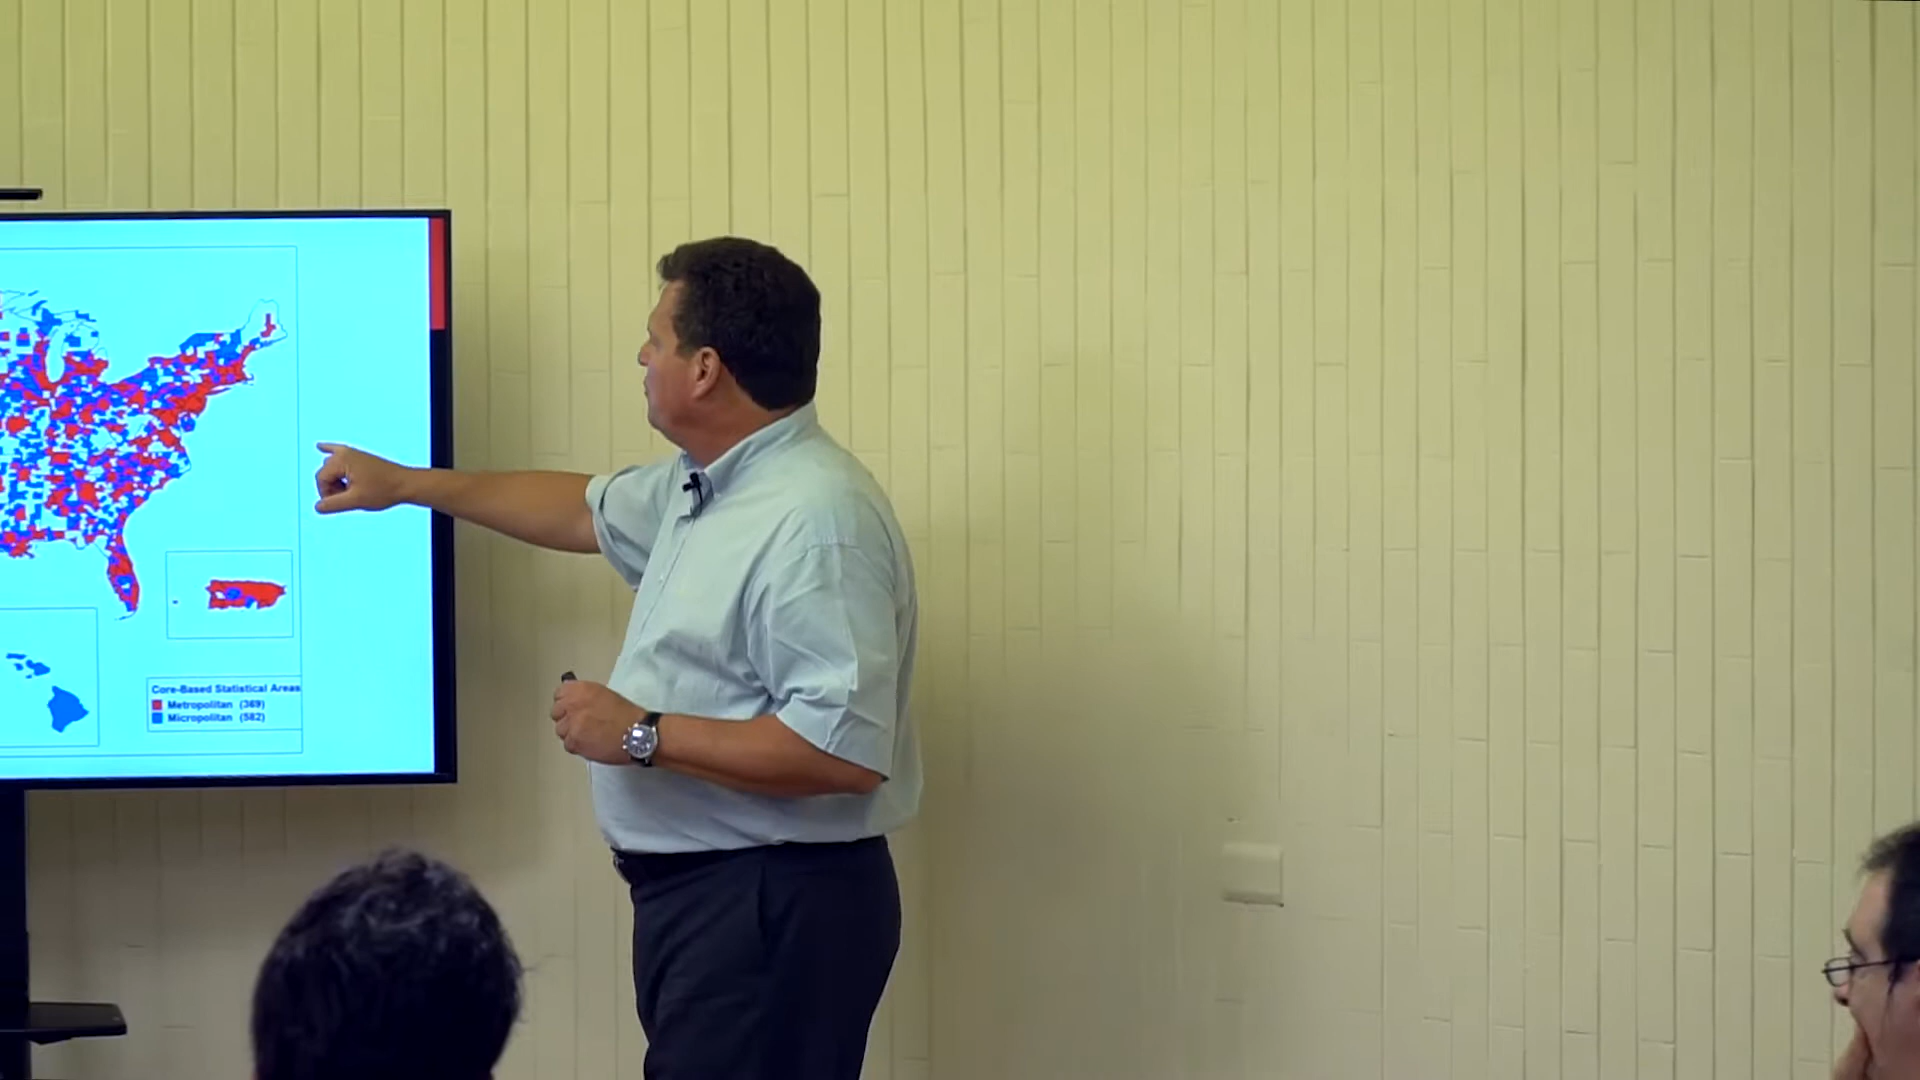 Core-Based Statistical Areas
Metropolitan (369)
Micropolitan (582)